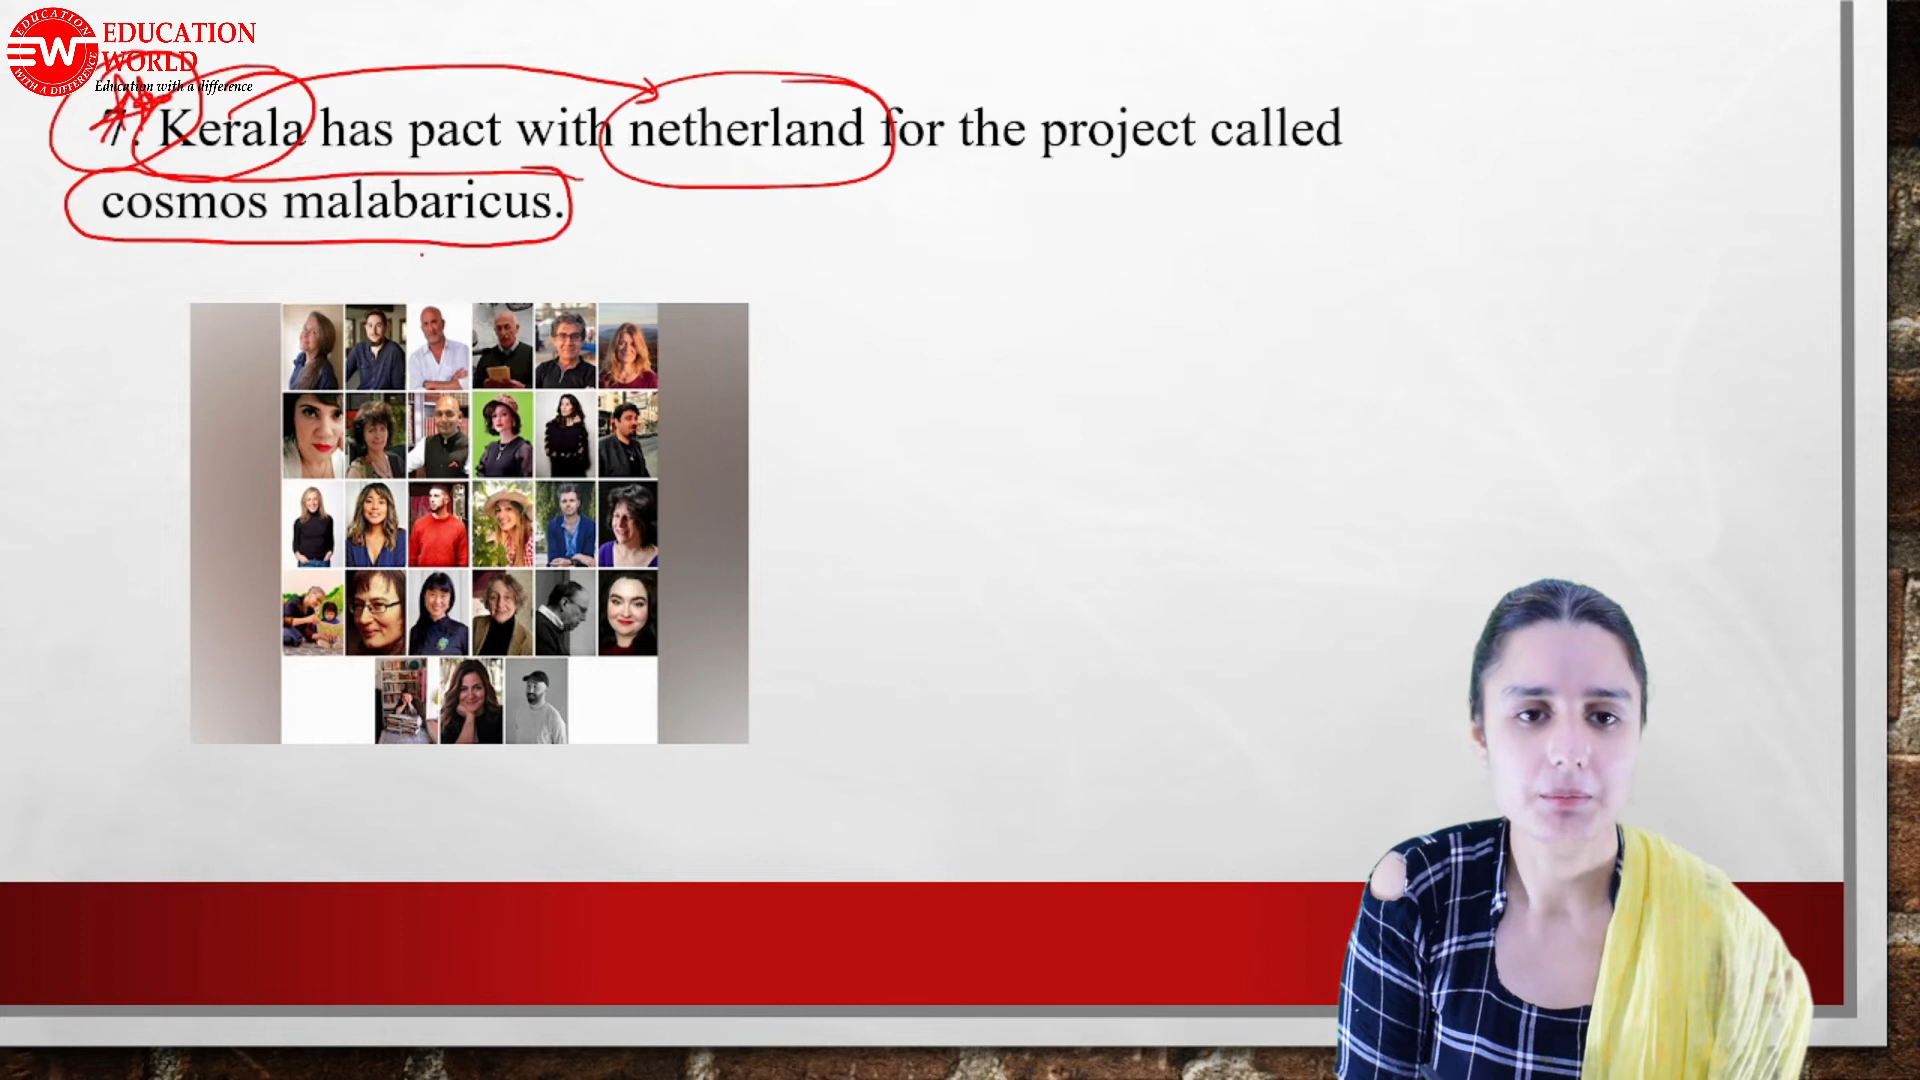 EDUCATION
WORLD
Education with a difference
EDUCATION
EW
WITH A DIFFERENCE
7. Kerala has pact with netherland for the project called
cosmos malabaricus.